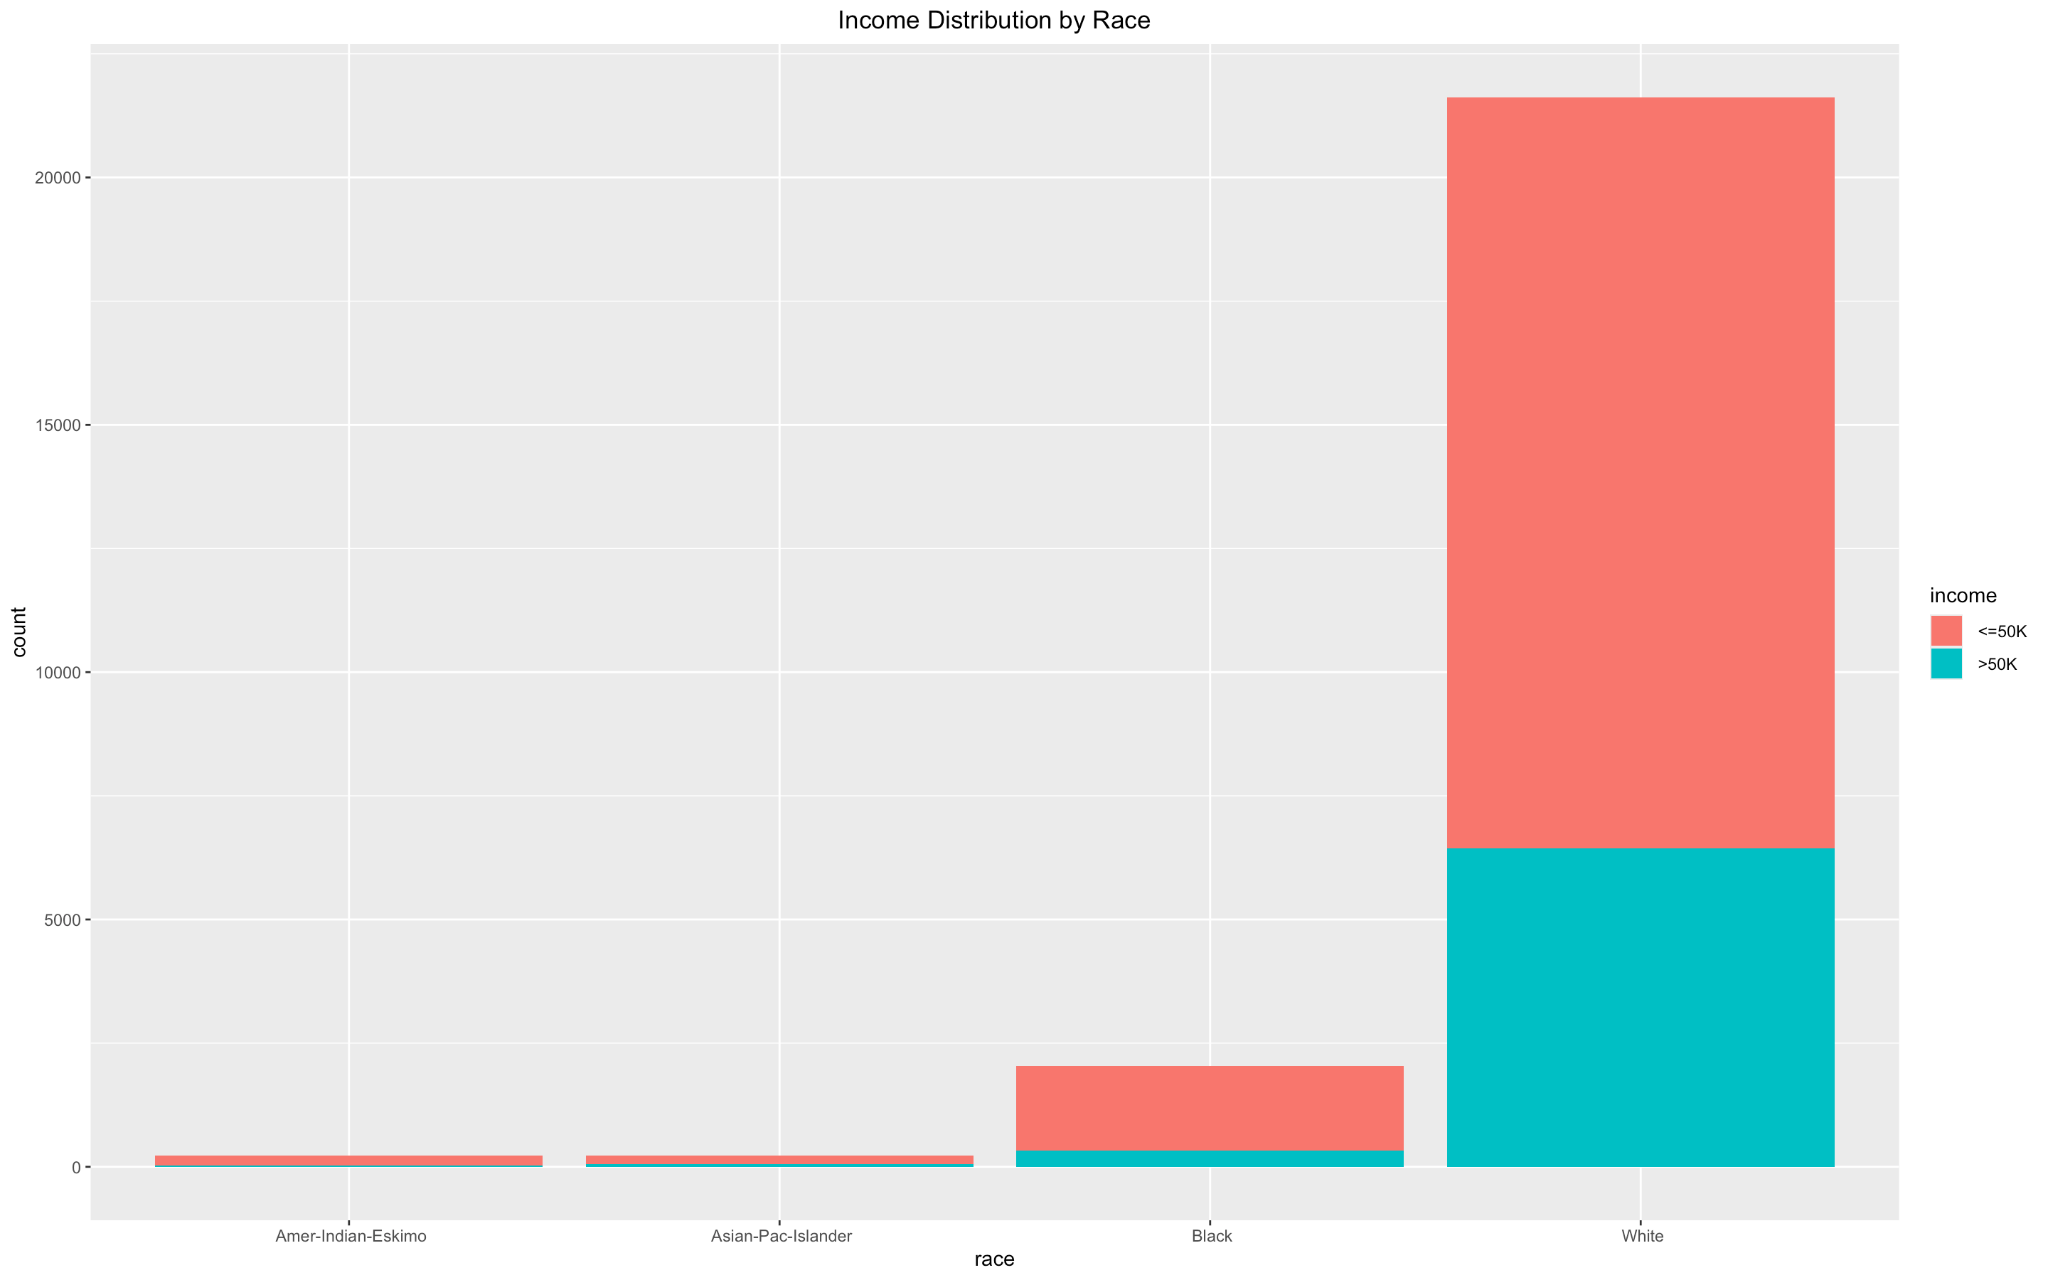 Income Distribution by Race
count
20000
15000
10000
5000
0
Amer-Indian-Eskimo
Asian-Pac-Islander
Black
White
race
income
<=50K
>50K